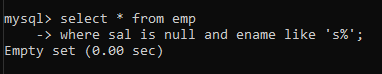 mysql> select * from emp
    -> where sal is null and ename like 's%';
Empty set (0.00 sec)